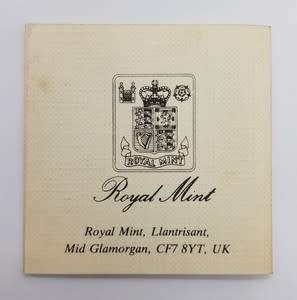 ROYAL MINT
Royal Mint
Royal Mint, Llantrisant,
Mid Glamorgan, CF7 8YT, UK